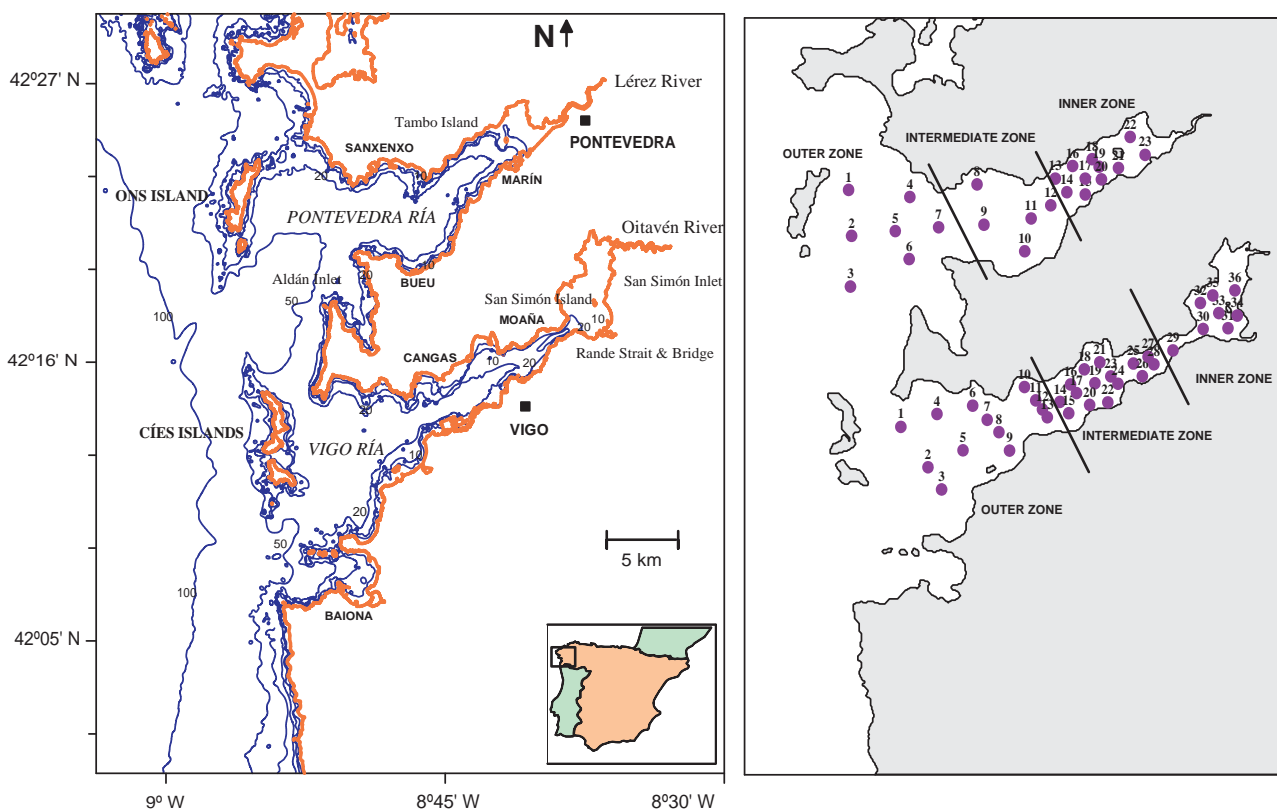 N
42º27' N
Lérez River
Tambo Island
PONTEVEDRA
SANXENXO
20
10
MARÍN
ONS ISLAND
PONTEVEDRA RÍA
Oitavén River
20
10
BUEU
Aldán Inlet
San Simón Inlet
50
San Simón Island
10
100
MOAÑA
20
42º16' N
CANGAS
10
20
Rande Strait & Bridge
20
CÍES ISLANDS
VIGO
VIGO RÍA
10
20
50
5 km
100
BAIONA
42º05' N
9º W
8º45' W
8º30' W
INNER ZONE
22
INTERMEDIATE ZONE
OUTER ZONE
18
16
19
21
23
13
17
20
1
4
8
14
15
12
11
2
5
7
9
10
6
3
36
35
32
33
34
30
31
29
27
21
25
28
18
23
INNER ZONE
10
16
19
24
26
11
17
6
14
12
20
22
1
4
13
15
7
8
INTERMEDIATE ZONE
5
9
2
3
OUTER ZONE